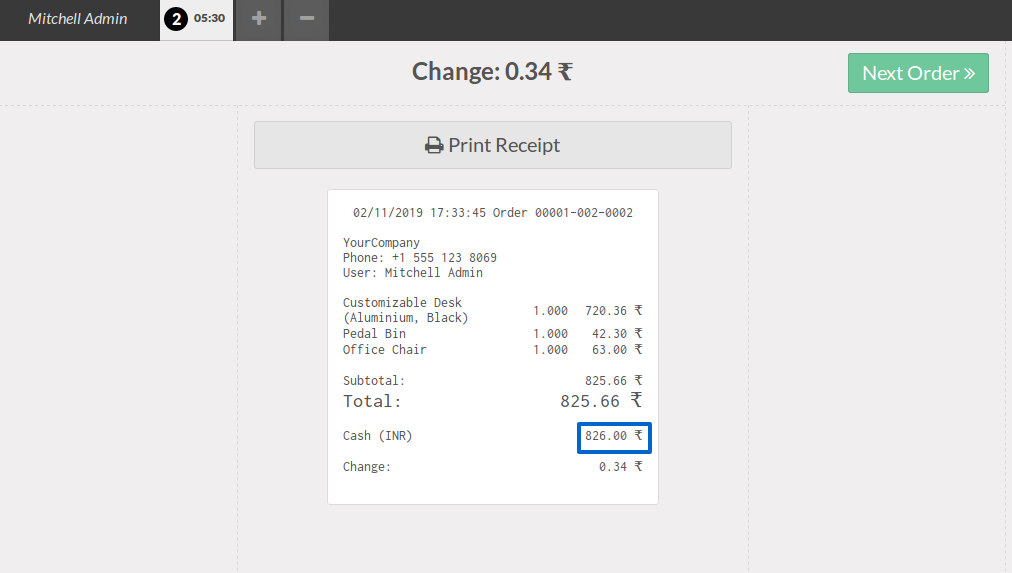 Mitchell Admin 2 05:30
Change: 0.34 ₹
Next Order »
Print Receipt
02/11/2019 17:33:45 Order 00001-002-0002
YourCompany
Phone: +1 555 123 8069
User: Mitchell Admin
Customizable Desk (Aluminium, Black) 1.000 720.36 ₹
Pedal Bin 1.000 42.30 ₹
Office Chair 1.000 63.00 ₹
Subtotal: 825.66 ₹
Total: 825.66 ₹
Cash (INR) 826.00 ₹
Change: 0.34 ₹